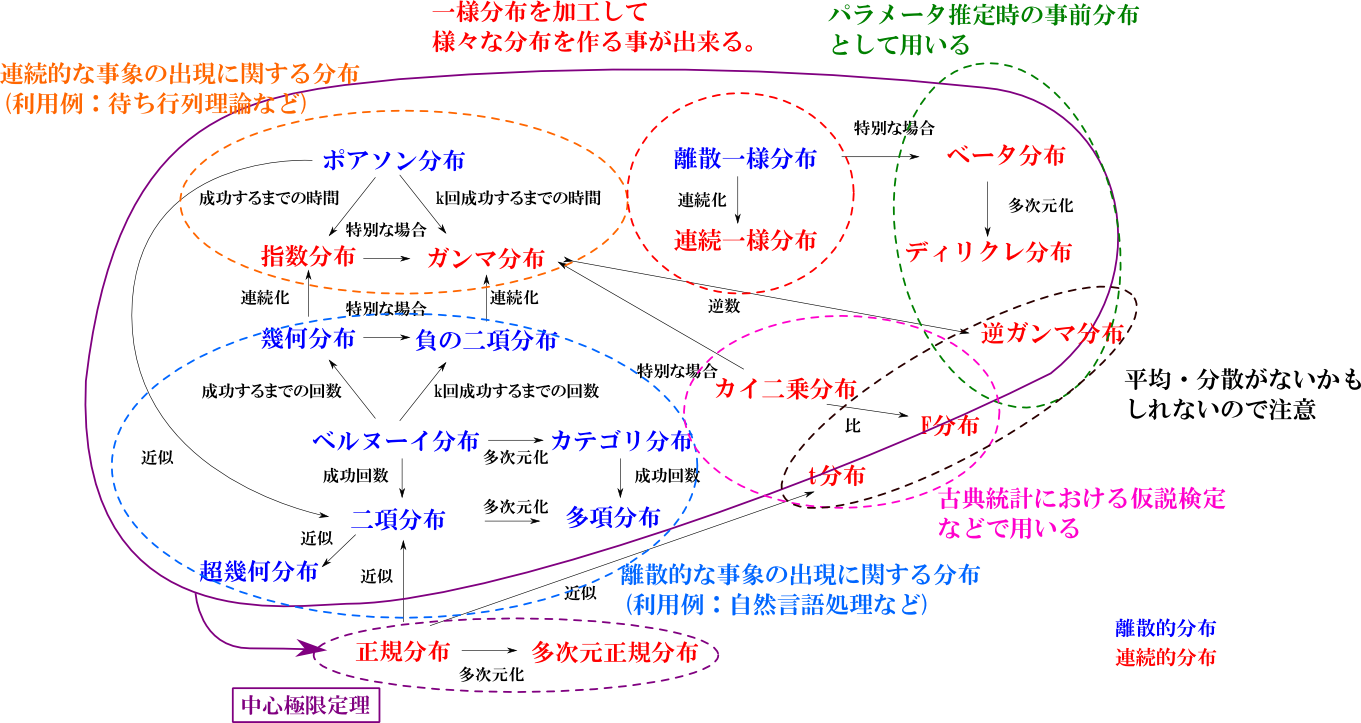 一様分布を加工して
様々な分布を作る事が出来る。
パラメータ推定時の事前分布
として用いる
連続的な事象の出現に関する分布
（利用例：待ち行列理論など）
特別な場合
ポアソン分布
離散一様分布
ベータ分布
成功するまでの時間
k回成功するまでの時間
連続化
多次元化
特別な場合
連続一様分布
指数分布
ガンマ分布
ディリクレ分布
連続化
連続化
特別な場合
逆数
幾何分布
負の二項分布
逆ガンマ分布
特別な場合
平均・分散がないかも
しれないので注意
成功するまでの回数
k回成功するまでの回数
カイ二乗分布
比
F分布
ベルヌーイ分布
カテゴリ分布
多次元化
近似
成功回数
成功回数
t分布
古典統計における仮説検定
などで用いる
多次元化
二項分布
多項分布
近似
超幾何分布
近似
離散的な事象の出現に関する分布
（利用例：自然言語処理など）
近似
離散的分布
連続的分布
正規分布
多次元正規分布
多次元化
中心極限定理